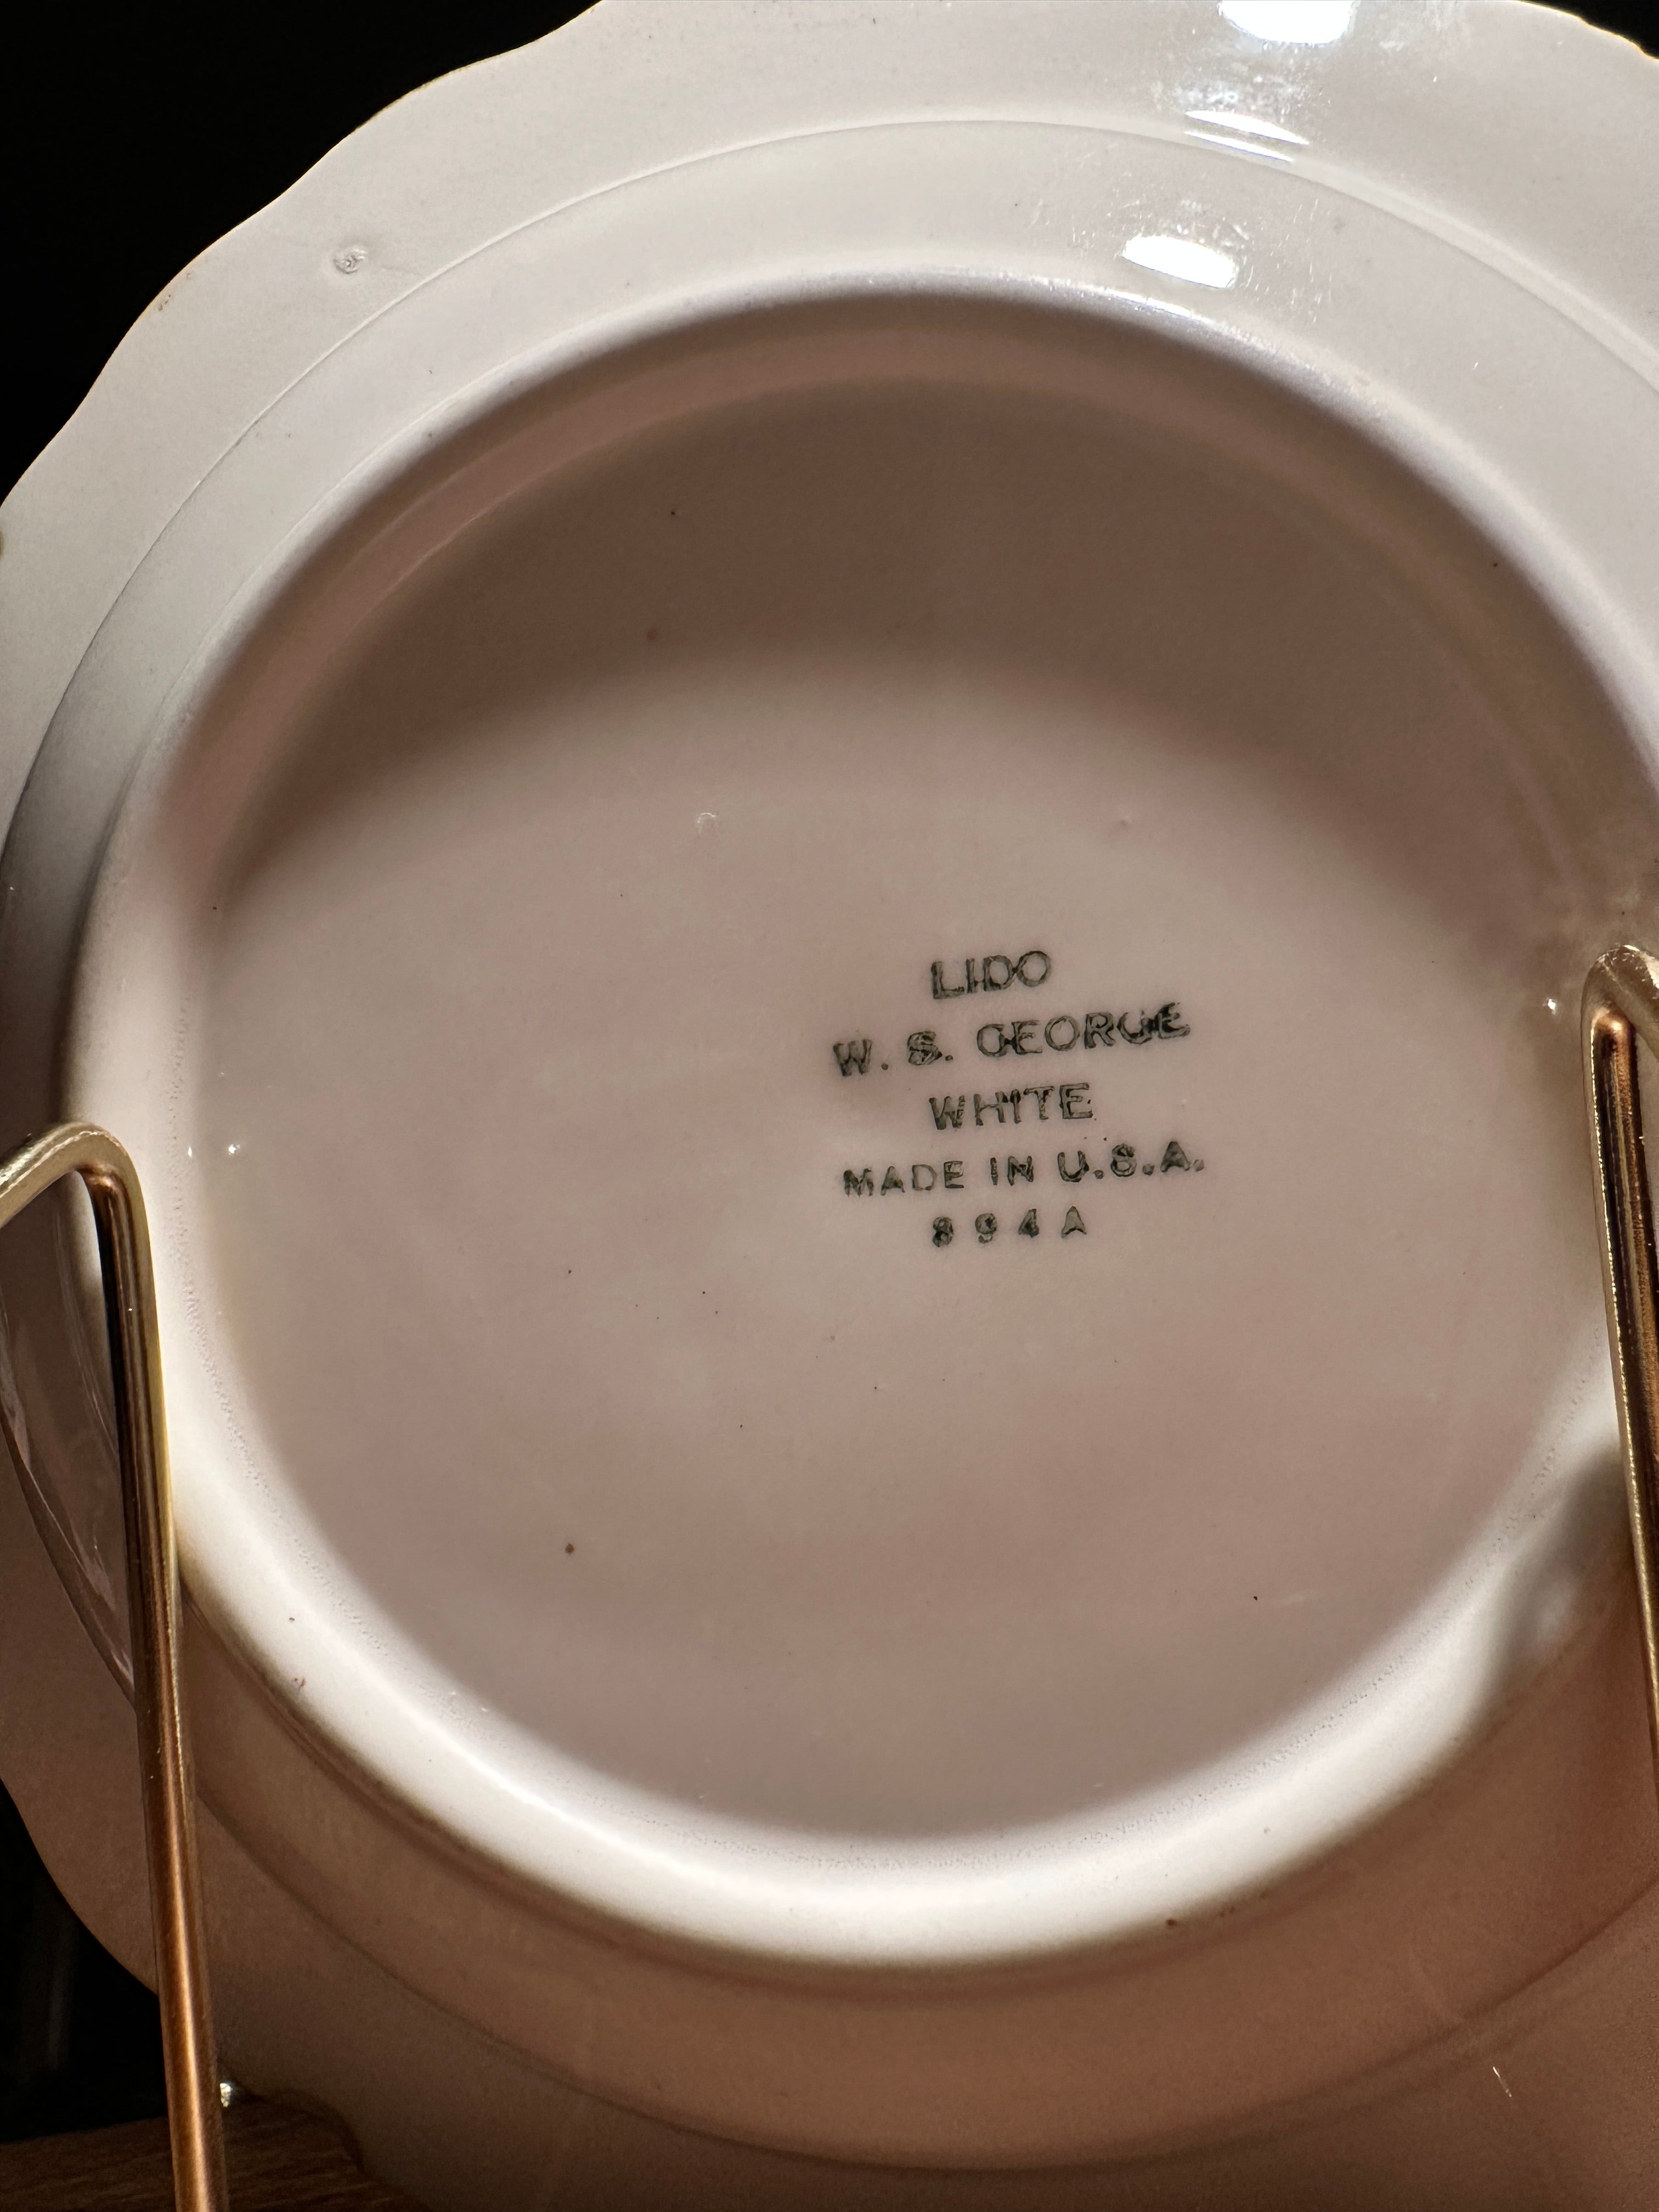 LIDO
W. S. GEORGE
WHITE
MADE IN U.S.A.
894A